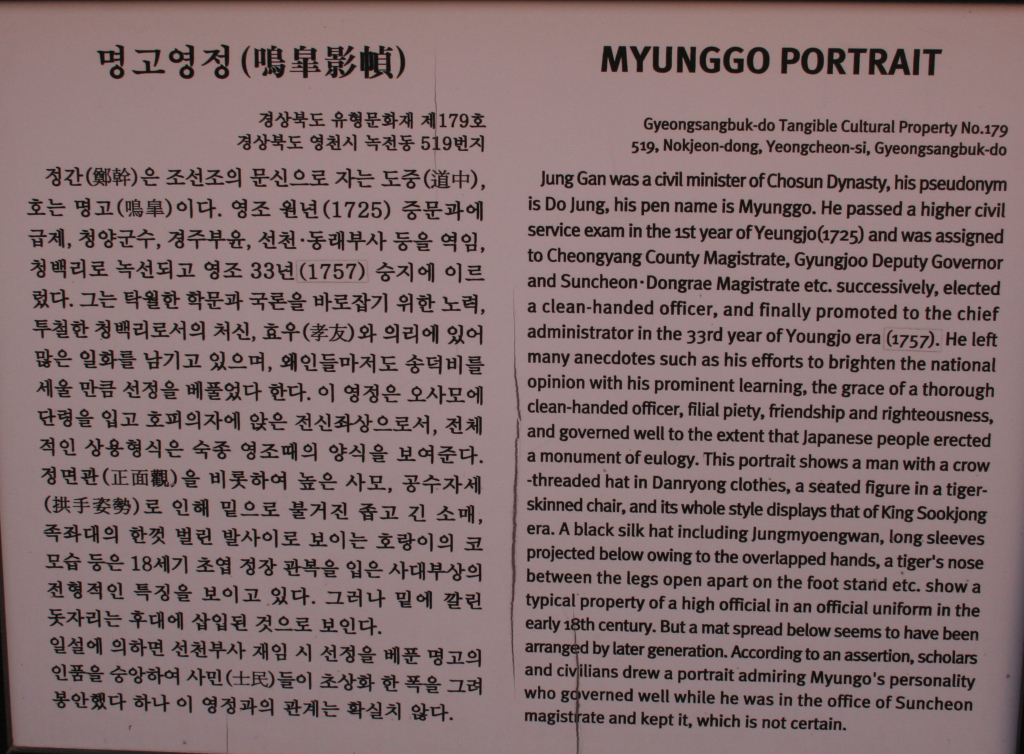 명고영정(鳴皐影幀)
경상북도 유형문화재 제179호
경상북도 영천시 녹전동 519번지
정간(鄭幹)은 조선조의 문신으로 자는 도중(道中),
호는 명고(鳴皐)이다. 영조 원년(1725) 중문과에
급제, 청양군수, 경주부윤, 선천·동래부사 등을 역임,
청백리로 녹선되고 영조 33년(1757) 승지에 이르
렀다. 그는 탁월한 학문과 국론을 바로잡기 위한 노력,
투철한 청백리로서의 처신, 효우(孝友)와 의리에 있어
많은 일화를 남기고 있으며, 왜인들마저도 송덕비를
세울 만큼 선정을 베풀었다 한다. 이 영정은 오사모에
단령을 입고 호피의자에 앉은 전신좌상으로서, 전체
적인 상용형식은 숙종 영조때의 양식을 보여준다.
정면관(正面觀)을 비롯하여 높은 사모, 공수자세
(拱手姿勢)로 인해 밑으로 불거진 좁고 긴 소매,
족좌대의 한껏 벌린 발사이로 보이는 호랑이의 코
모습 등은 18세기 초엽 정장 관복을 입은 사대부상의
전형적인 특징을 보이고 있다. 그러나 밑에 깔린
돗자리는 후대에 삽입된 것으로 보인다.
일설에 의하면 선천부사 재임 시 선정을 베푼 명고의
인품을 숭앙하여 사민(士民)들이 초상화 한 폭을 그려
봉안했다 하나 이 영정과의 관계는 확실치 않다.
MYUNGGO PORTRAIT
Gyeongsangbuk-do Tangible Cultural Property No.179
519, Nokjeon-dong, Yeongcheon-si, Gyeongsangbuk-do
Jung Gan was a civil minister of Chosun Dynasty, his pseudonym
is Do Jung, his pen name is Myunggo. He passed a higher civil
service exam in the 1st year of Yeungjo(1725) and was assigned
to Cheongyang County Magistrate, Gyungjoo Deputy Governor
and Suncheon·Dongrae Magistrate etc. successively, elected
a clean-handed officer, and finally promoted to the chief
administrator in the 33rd year of Youngjo era (1757). He left
many anecdotes such as his efforts to brighten the national
opinion with his prominent learning, the grace of a thorough
clean-handed officer, filial piety, friendship and righteousness,
and governed well to the extent that Japanese people erected
a monument of eulogy. This portrait shows a man with a crow
-threaded hat in Danryong clothes, a seated figure in a tiger-
skinned chair, and its whole style displays that of King Sookjong
era. A black silk hat including Jungmyoengwan, long sleeves
projected below owing to the overlapped hands, a tiger's nose
between the legs open apart on the foot stand etc. show a
typical property of a high official in an official uniform in the
early 18th century. But a mat spread below seems to have been
arranged by later generation. According to an assertion, scholars
and civilians drew a portrait admiring Myungo's personality
who governed well while he was in the office of Suncheon
magistrate and kept it, which is not certain.